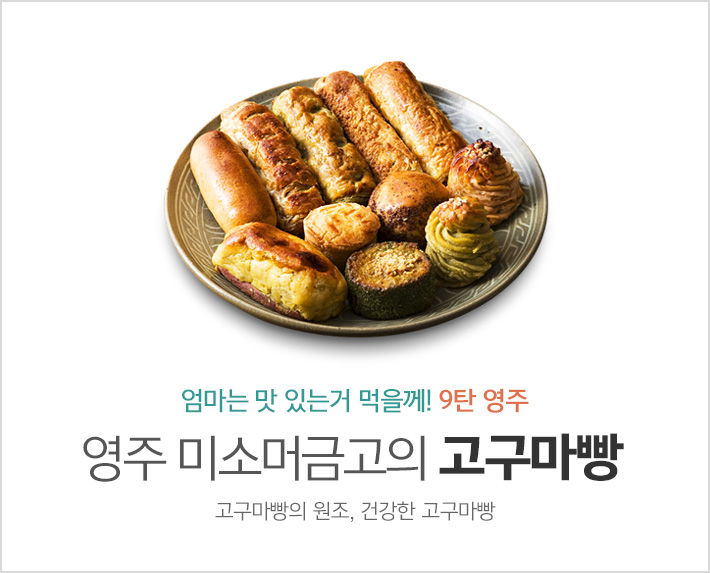 엄마는 맛 있는거 먹을께! 9탄 영주
영주 미소머금고의 고구마빵
고구마빵의 원조, 건강한 고구마빵